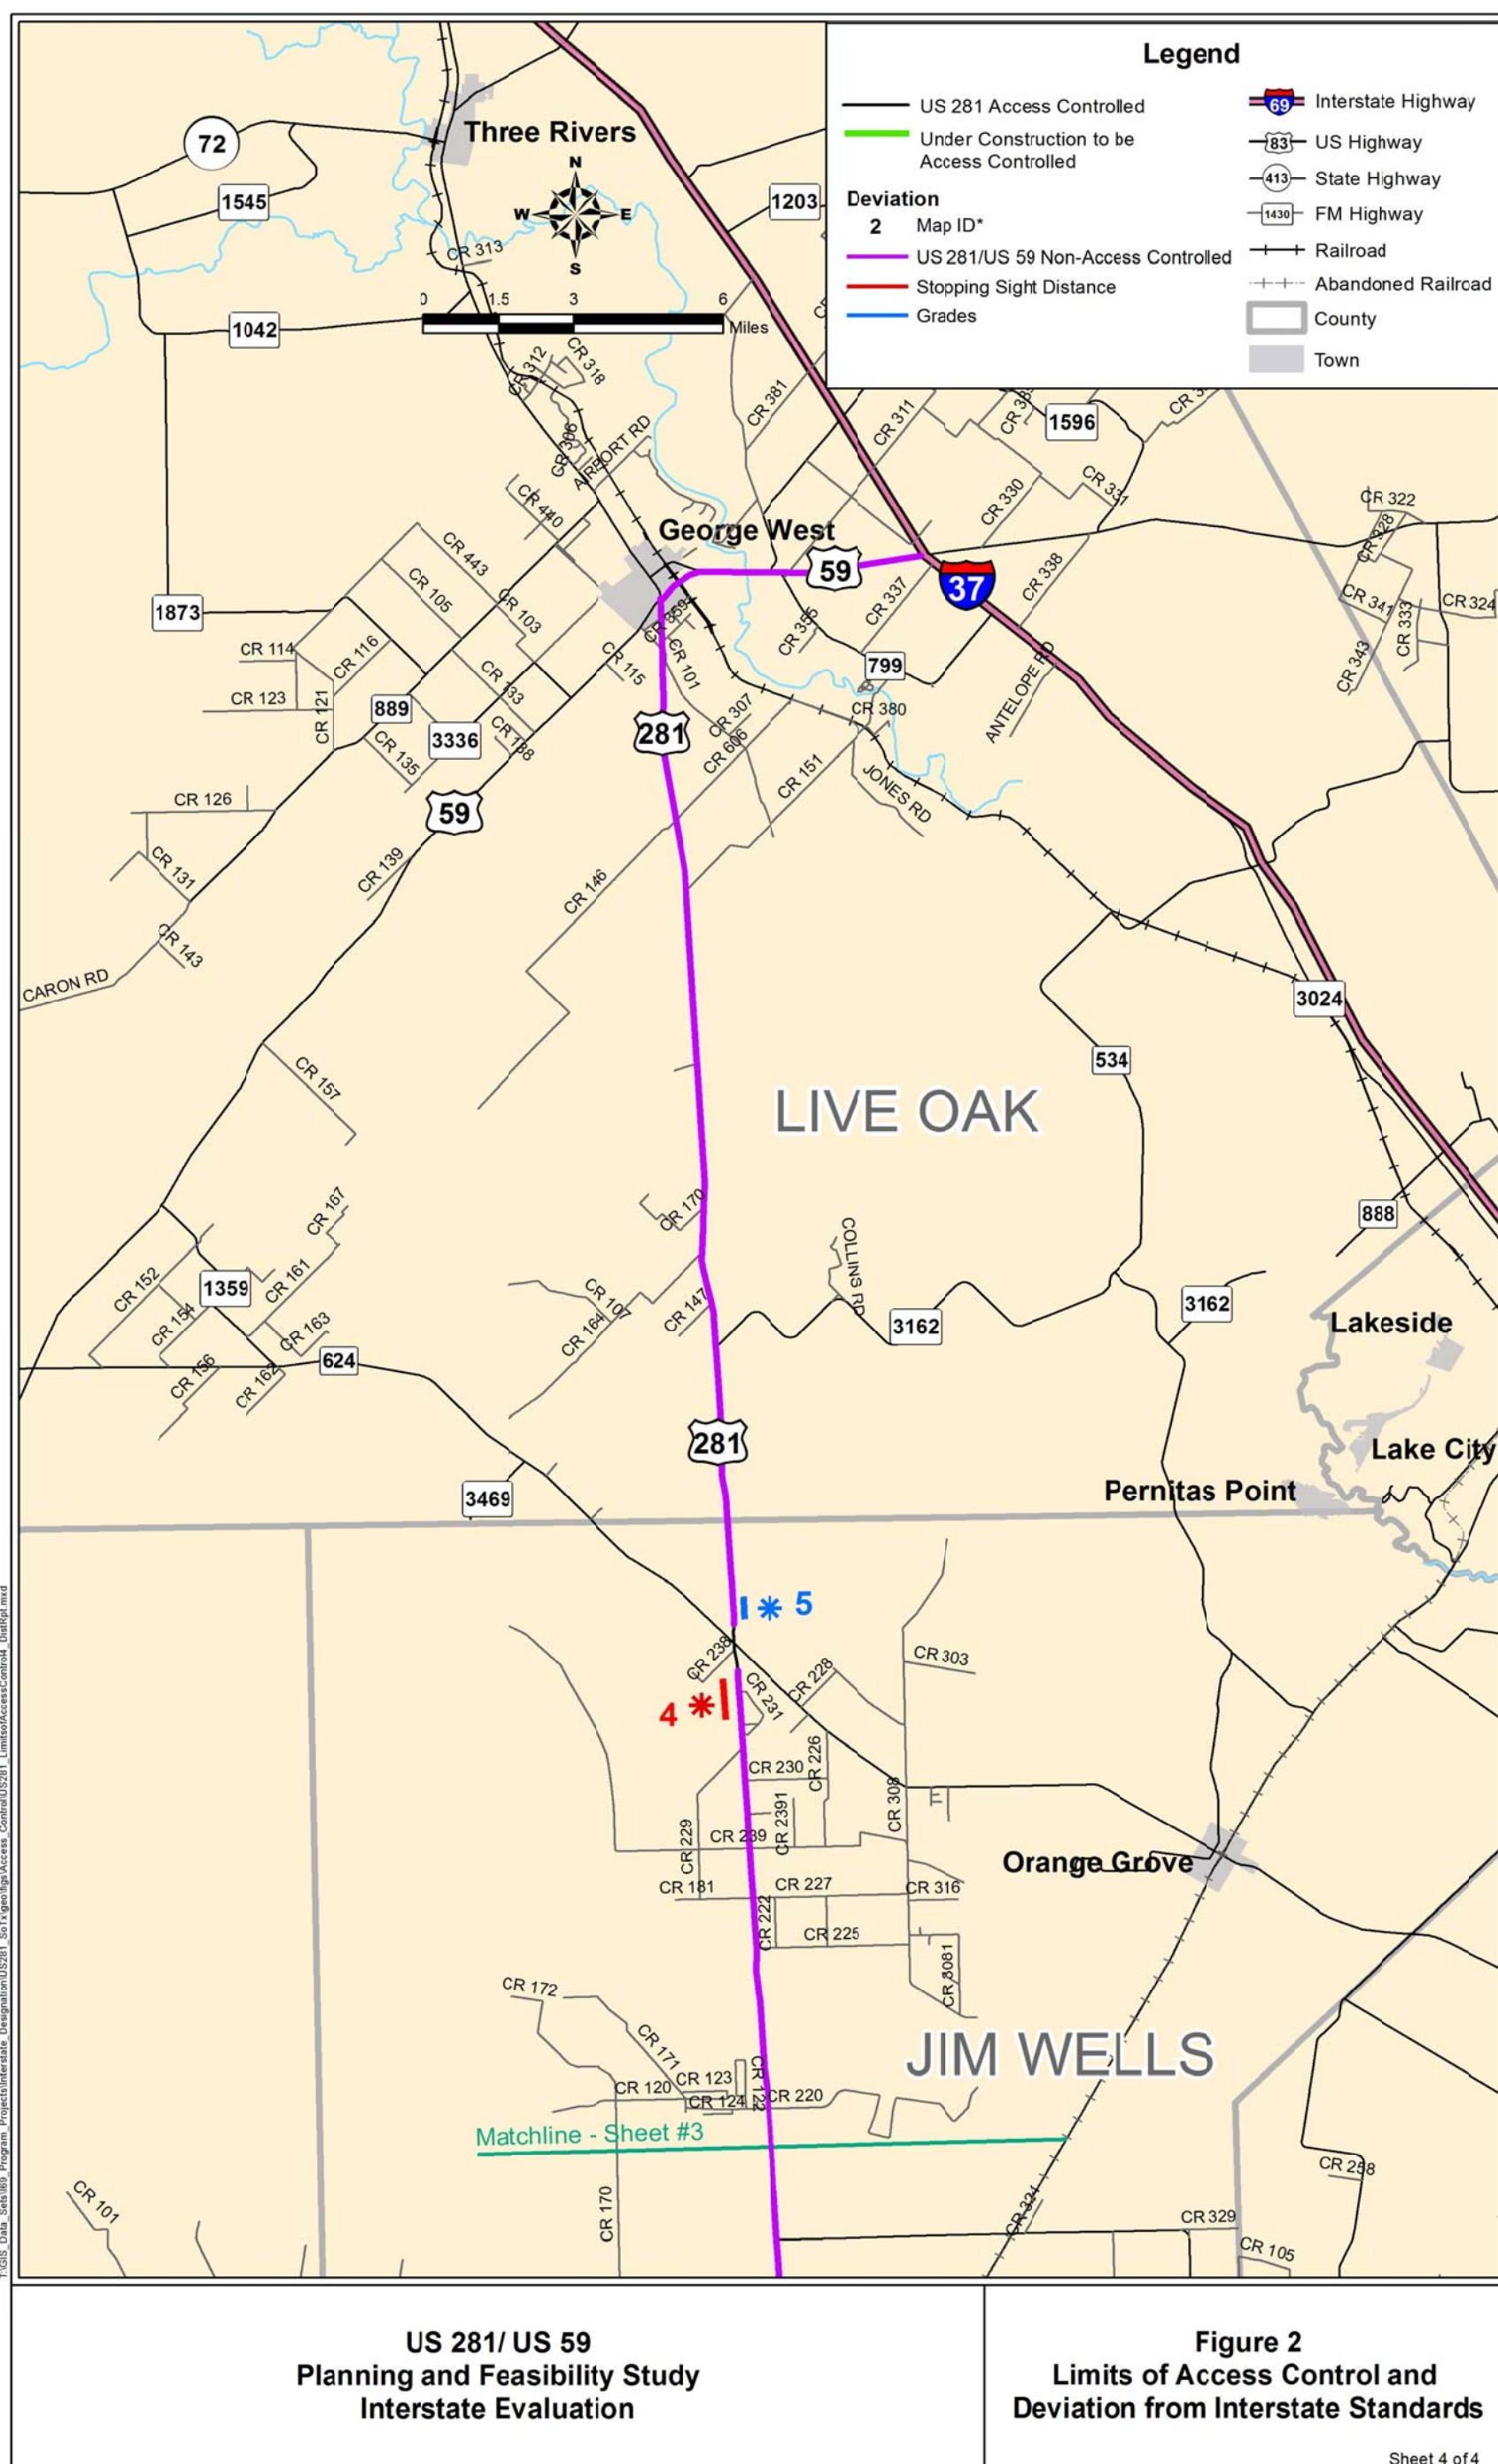 Legend
US 281 Access Controlled
Under Construction to be
Access Controlled
Deviation
2 Map ID*
US 281/US 59 Non-Access Controlled
Stopping Sight Distance
Grades
69 Interstate Highway
83 US Highway
413 State Highway
1430 FM Highway
Railroad
Abandoned Railroad
County
Town
Three Rivers
72
1545
1203
N
W E
S
CR 313
0 1.5 3 6
Miles
1042
CR 312
CR 318
CR 381
CR 311
1596
AIRPORT RD
CR 440
CR 330
CR 331
CR 322
CR 328
George West
59
37
CR 443
CR 105
CR 103
1873
CR 337
CR 338
CR 341
CR 324
CR 333
CR 343
CR 355
CR 359
CR 114
CR 116
CR 115
CR 101
799
ANTELOPE RD
CR 123
CR 121
889
CR 133
CR 307
CR 380
3336
CR 138
281
CR 606
CR 135
CR 151
JONES RD
CR 126
59
CR 131
CR 139
CR 146
CR 143
CARON RD
3024
534
CR 157
LIVE OAK
CR 167
CR 170
888
COLLINS RD
CR 152
1359
CR 161
CR 107
CR 147
3162
3162
CR 154
CR 163
CR 164
Lakeside
624
CR 156
CR 162
281
Lake City
3469
Pernitas Point
5
CR 238
CR 303
CR 228
CR 231
4
CR 226
CR 230
CR 308
CR 2391
CR 229
CR 239
Orange Grove
CR 181
CR 227
CR 316
CR 222
CR 225
CR 3081
CR 172
JIM WELLS
CR 171
CR 123
CR 122
CR 120
CR 124
CR 220
Matchline - Sheet #3
CR 258
CR 101
CR 170
CR 324
CR 329
CR 105
US 281/ US 59
Planning and Feasibility Study
Interstate Evaluation
Figure 2
Limits of Access Control and
Deviation from Interstate Standards
Sheet 4 of 4